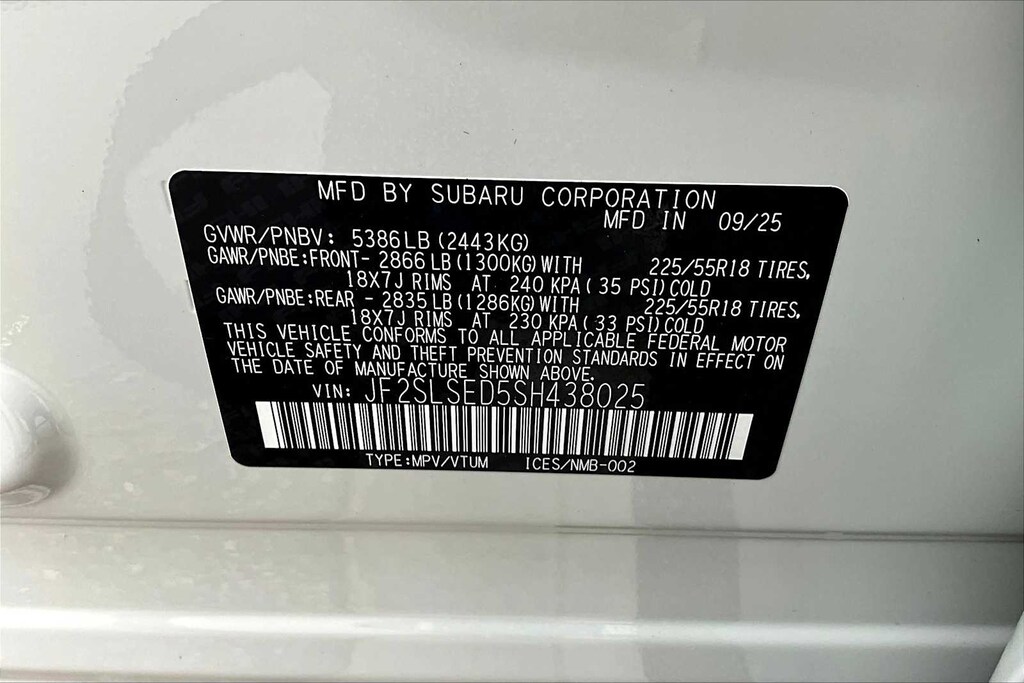 MFD BY SUBARU CORPORATION
MFD IN 09/25
GVWR/PNBV: 5386LB (2443KG)
GAWR/PNBE:FRONT- 2866 LB (1300KG) WITH 225/55R18 TIRES,
18X7J RIMS AT 240 KPA ( 35 PSI) COLD
GAWR/PNBE:REAR - 2835 LB (1286KG) WITH 225/55R18 TIRES,
18X7J RIMS AT 230 KPA ( 33 PSI) COLD
THIS VEHICLE CONFORMS TO ALL APPLICABLE FEDERAL MOTOR
VEHICLE SAFETY AND THEFT PREVENTION STANDARDS IN EFFECT ON
THE DATE OF MANUFACTURE SHOWN ABOVE.
VIN: JF2SLSED5SH438025
TYPE:MPV/VTUM ICES/NMB-002